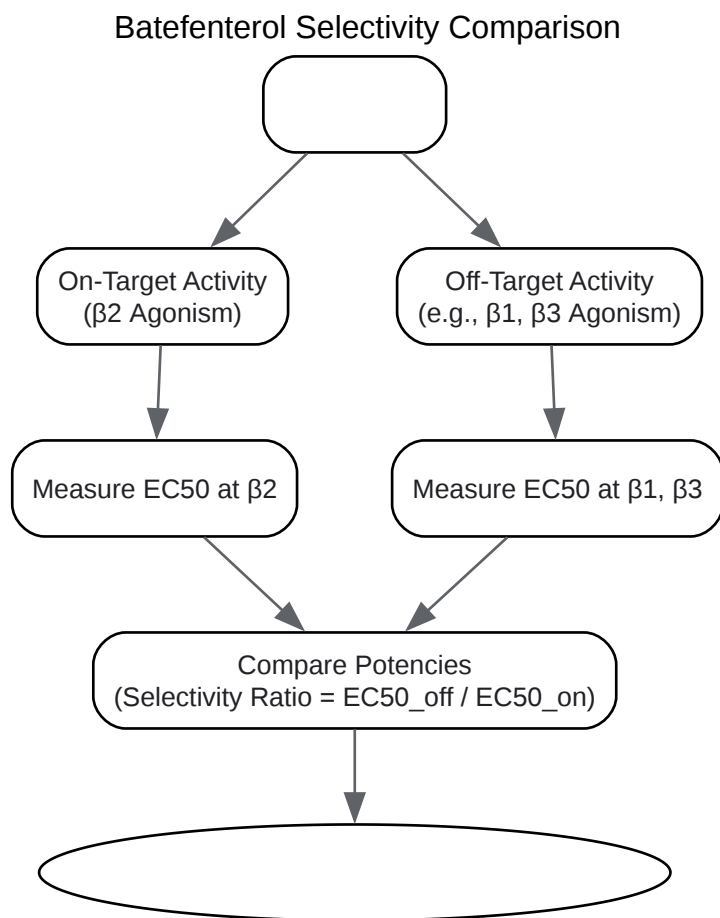 Batefenterol Selectivity Comparison
On-Target Activity
(β2 Agonism)
Off-Target Activity
(e.g., β1, β3 Agonism)
Measure EC50 at β2
Measure EC50 at β1, β3
Compare Potencies
(Selectivity Ratio = EC50_off / EC50_on)